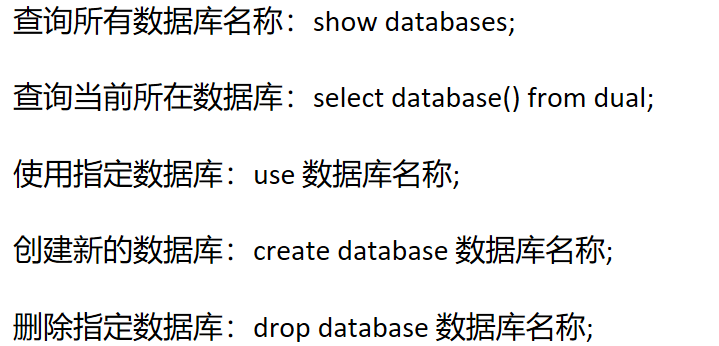 查询所有数据库名称：show databases;
查询当前所在数据库：select database() from dual;
使用指定数据库：use 数据库名称;
创建新的数据库：create database 数据库名称;
删除指定数据库：drop database 数据库名称;